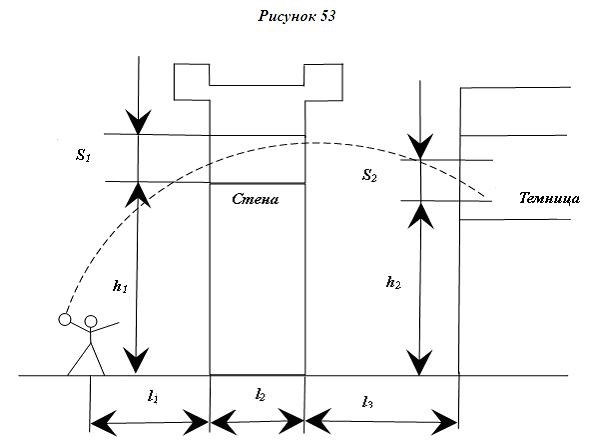 Рисунок 53
S1
S2
Стена
Темница
h1
h2
l1
l2
l3